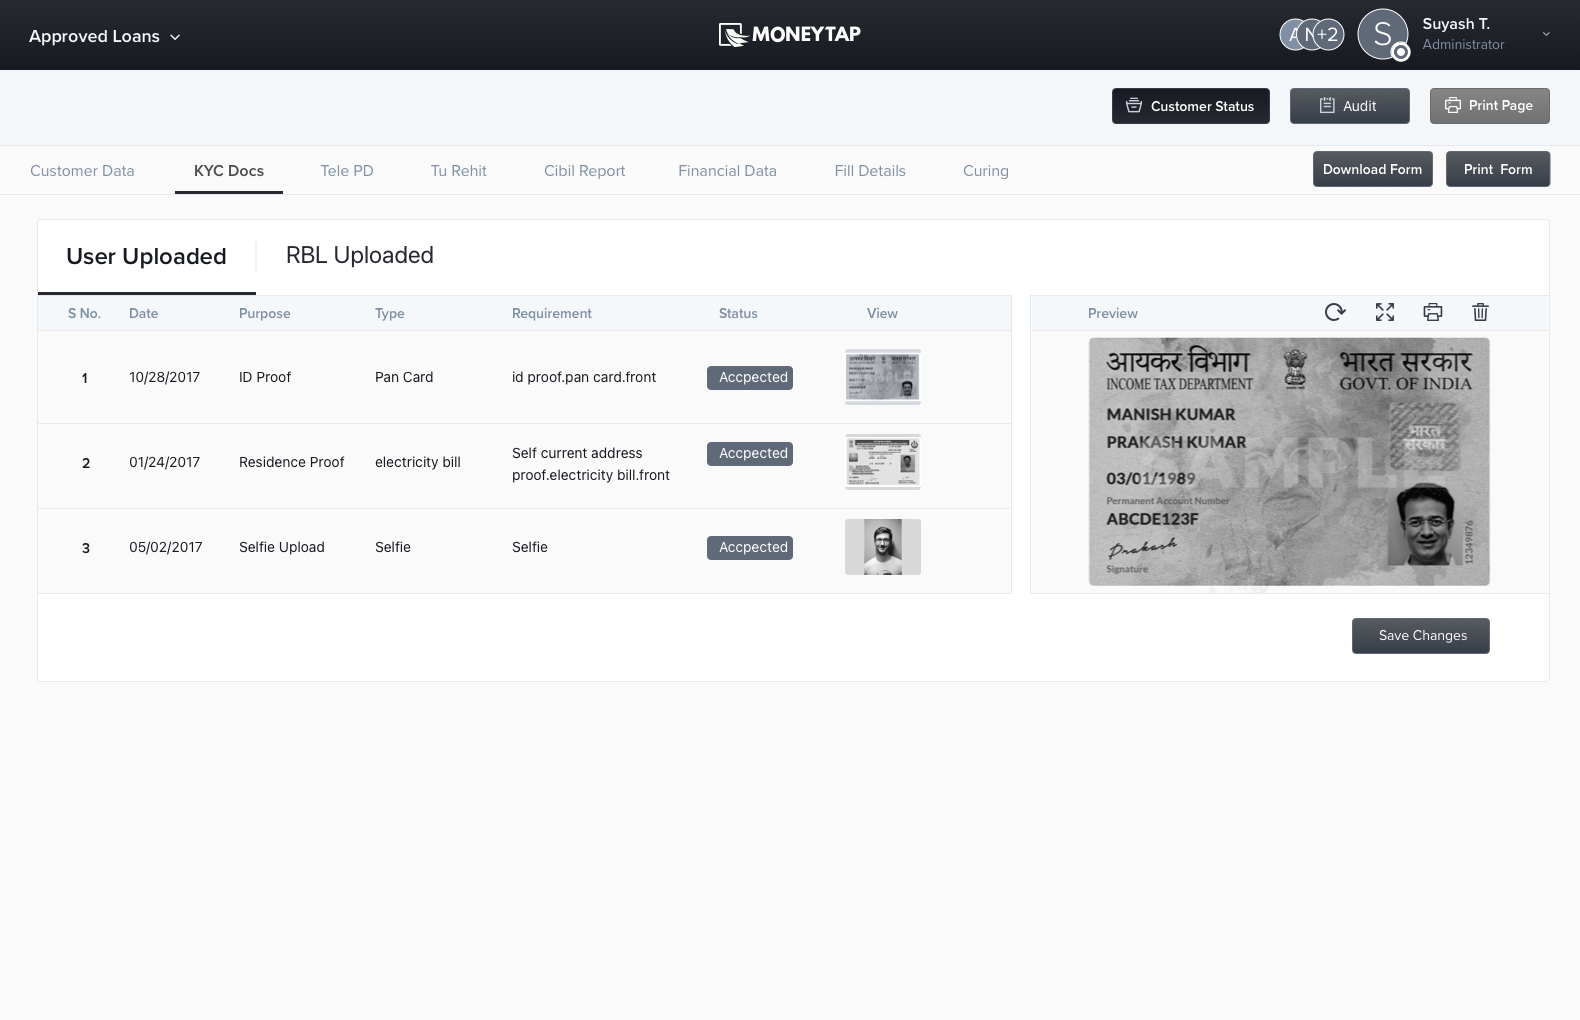 Approved Loans
MONEYTAP
+2
S
Suyash T.
Administrator
Customer Status
Audit
Print Page
Customer Data
KYC Docs
Tele PD
Tu Rehit
Cibil Report
Financial Data
Fill Details
Curing
Download Form
Print Form
User Uploaded
RBL Uploaded
S No.
Date
Purpose
Type
Requirement
Status
View
Preview
1
10/28/2017
ID Proof
Pan Card
id proof.pan card.front
Accpected
2
01/24/2017
Residence Proof
electricity bill
Self current address
proof.electricity bill.front
Accpected
3
05/02/2017
Selfie Upload
Selfie
Selfie
Accpected
आयकर विभाग
भारत सरकार
INCOME TAX DEPARTMENT
GOVT. OF INDIA
MANISH KUMAR
PRAKASH KUMAR
भारत
सरकार
SAMPLE
03/01/1989
Permanent Account Number
ABCDE123F
Prakash
Signature
12349876
Save Changes